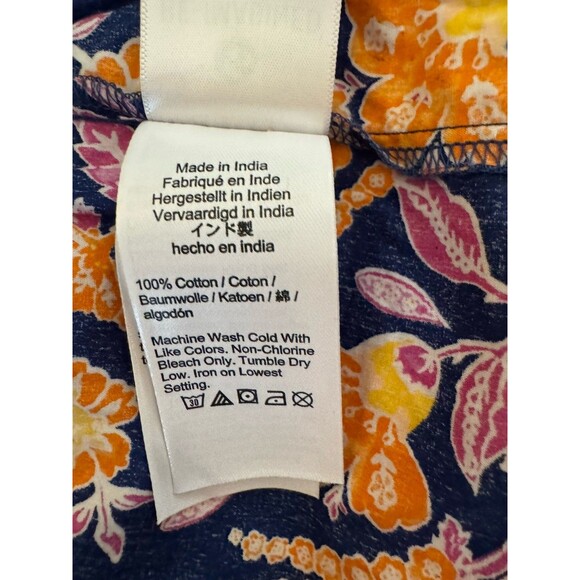 Made in India
Fabriqué en Inde
Hergestellt in Indien
Vervaardigd in India
インド製
hecho en india
100% Cotton / Coton /
Baumwolle / Katoen / 綿 /
algodón
Machine Wash Cold With
Like Colors. Non-Chlorine
Bleach Only. Tumble Dry
Low. Iron on Lowest
Setting.
30